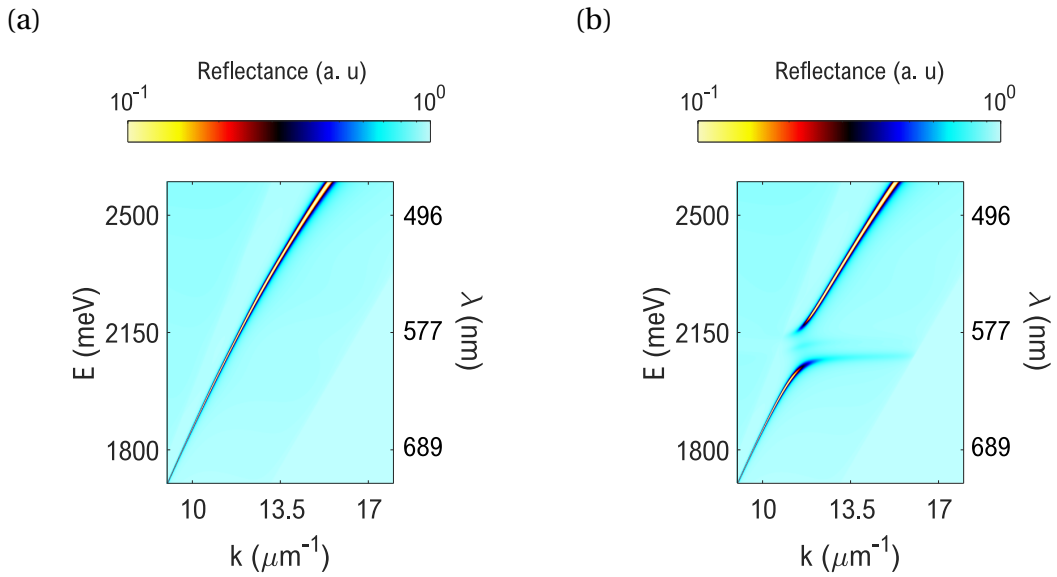 (a)
Reflectance (a. u)
10^-1 10^0
2500
2150
1800
E (meV)
496
577
689
λ (nm)
10 13.5 17
k (μm^-1)
(b)
Reflectance (a. u)
10^-1 10^0
2500
2150
1800
E (meV)
496
577
689
λ (nm)
10 13.5 17
k (μm^-1)